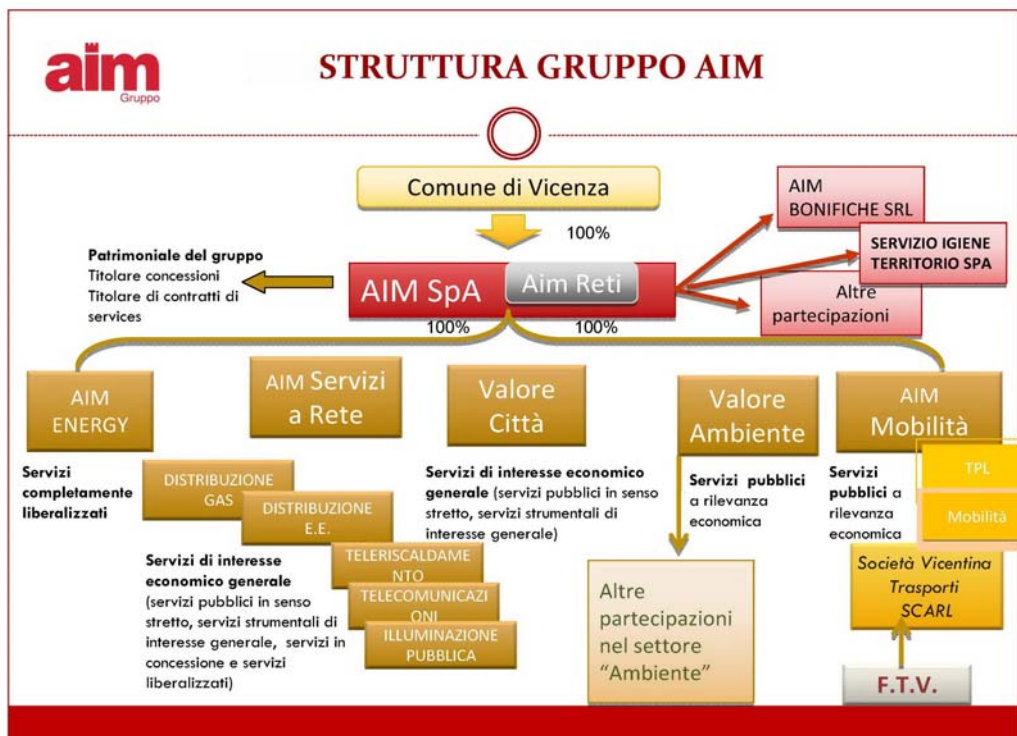 aim
Gruppo
STRUTTURA GRUPPO AIM
Comune di Vicenza
100%
AIM
BONIFICHE SRL
SERVIZIO IGIENE
TERRITORIO SPA
Altre
partecipazioni
Patrimoniale del gruppo
Titolare concessioni
Titolare di contratti di
services
AIM SpA
Aim Reti
100%
100%
AIM
ENERGY
AIM Servizi
a Rete
Valore
Città
Valore
Ambiente
AIM
Mobilità
Servizi
completamente
liberalizzati
DISTRIBUZIONE
GAS
DISTRIBUZIONE
E.E.
TELERISCALDAME
NTO
TELECOMUNICAZI
ONI
ILLUMINAZIONE
PUBBLICA
Servizi di interesse
economico generale
(servizi pubblici in senso
stretto, servizi strumentali di
interesse generale, servizi in
concessione e servizi
liberalizzati)
Servizi di interesse economico
generale (servizi pubblici in senso
stretto, servizi strumentali di
interesse generale)
Servizi pubblici
a rilevanza
economica
Altre
partecipazioni
nel settore
“Ambiente”
Servizi
pubblici a
rilevanza
economica
TPL
Mobilità
Società Vicentina
Trasporti
SCARL
F.T.V.